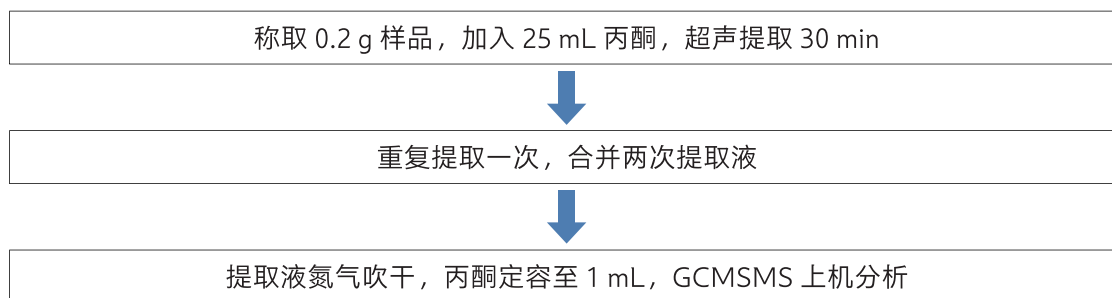 称取 0.2 g 样品，加入 25 mL 丙酮，超声提取 30 min
重复提取一次，合并两次提取液
提取液氮气吹干，丙酮定容至 1 mL，GCMSMS 上机分析